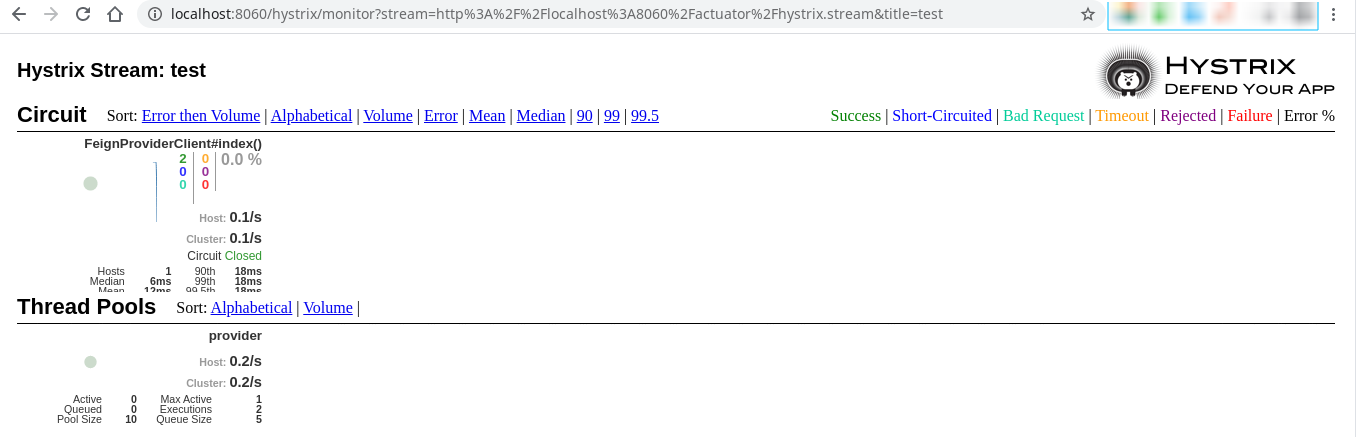 localhost:8060/hystrix/monitor?stream=http%3A%2F%2Flocalhost%3A8060%2Factuator%2Fhystrix.stream&title=test
Hystrix Stream: test
HYSTRIX
DEFEND YOUR APP
Circuit Sort: Error then Volume | Alphabetical | Volume | Error | Mean | Median | 90 | 99 | 99.5 Success | Short-Circuited | Bad Request | Timeout | Rejected | Failure | Error %
FeignProviderClient#index()
2 0 0.0 %
0 0
0 0
Host: 0.1/s
Cluster: 0.1/s
Circuit Closed
Hosts 1 90th 18ms
Median 6ms 99th 18ms
Mean 12ms 99.5th 18ms
Thread Pools Sort: Alphabetical | Volume |
provider
Host: 0.2/s
Cluster: 0.2/s
Active 0 Max Active 1
Queued 0 Executions 2
Pool Size 10 Queue Size 5